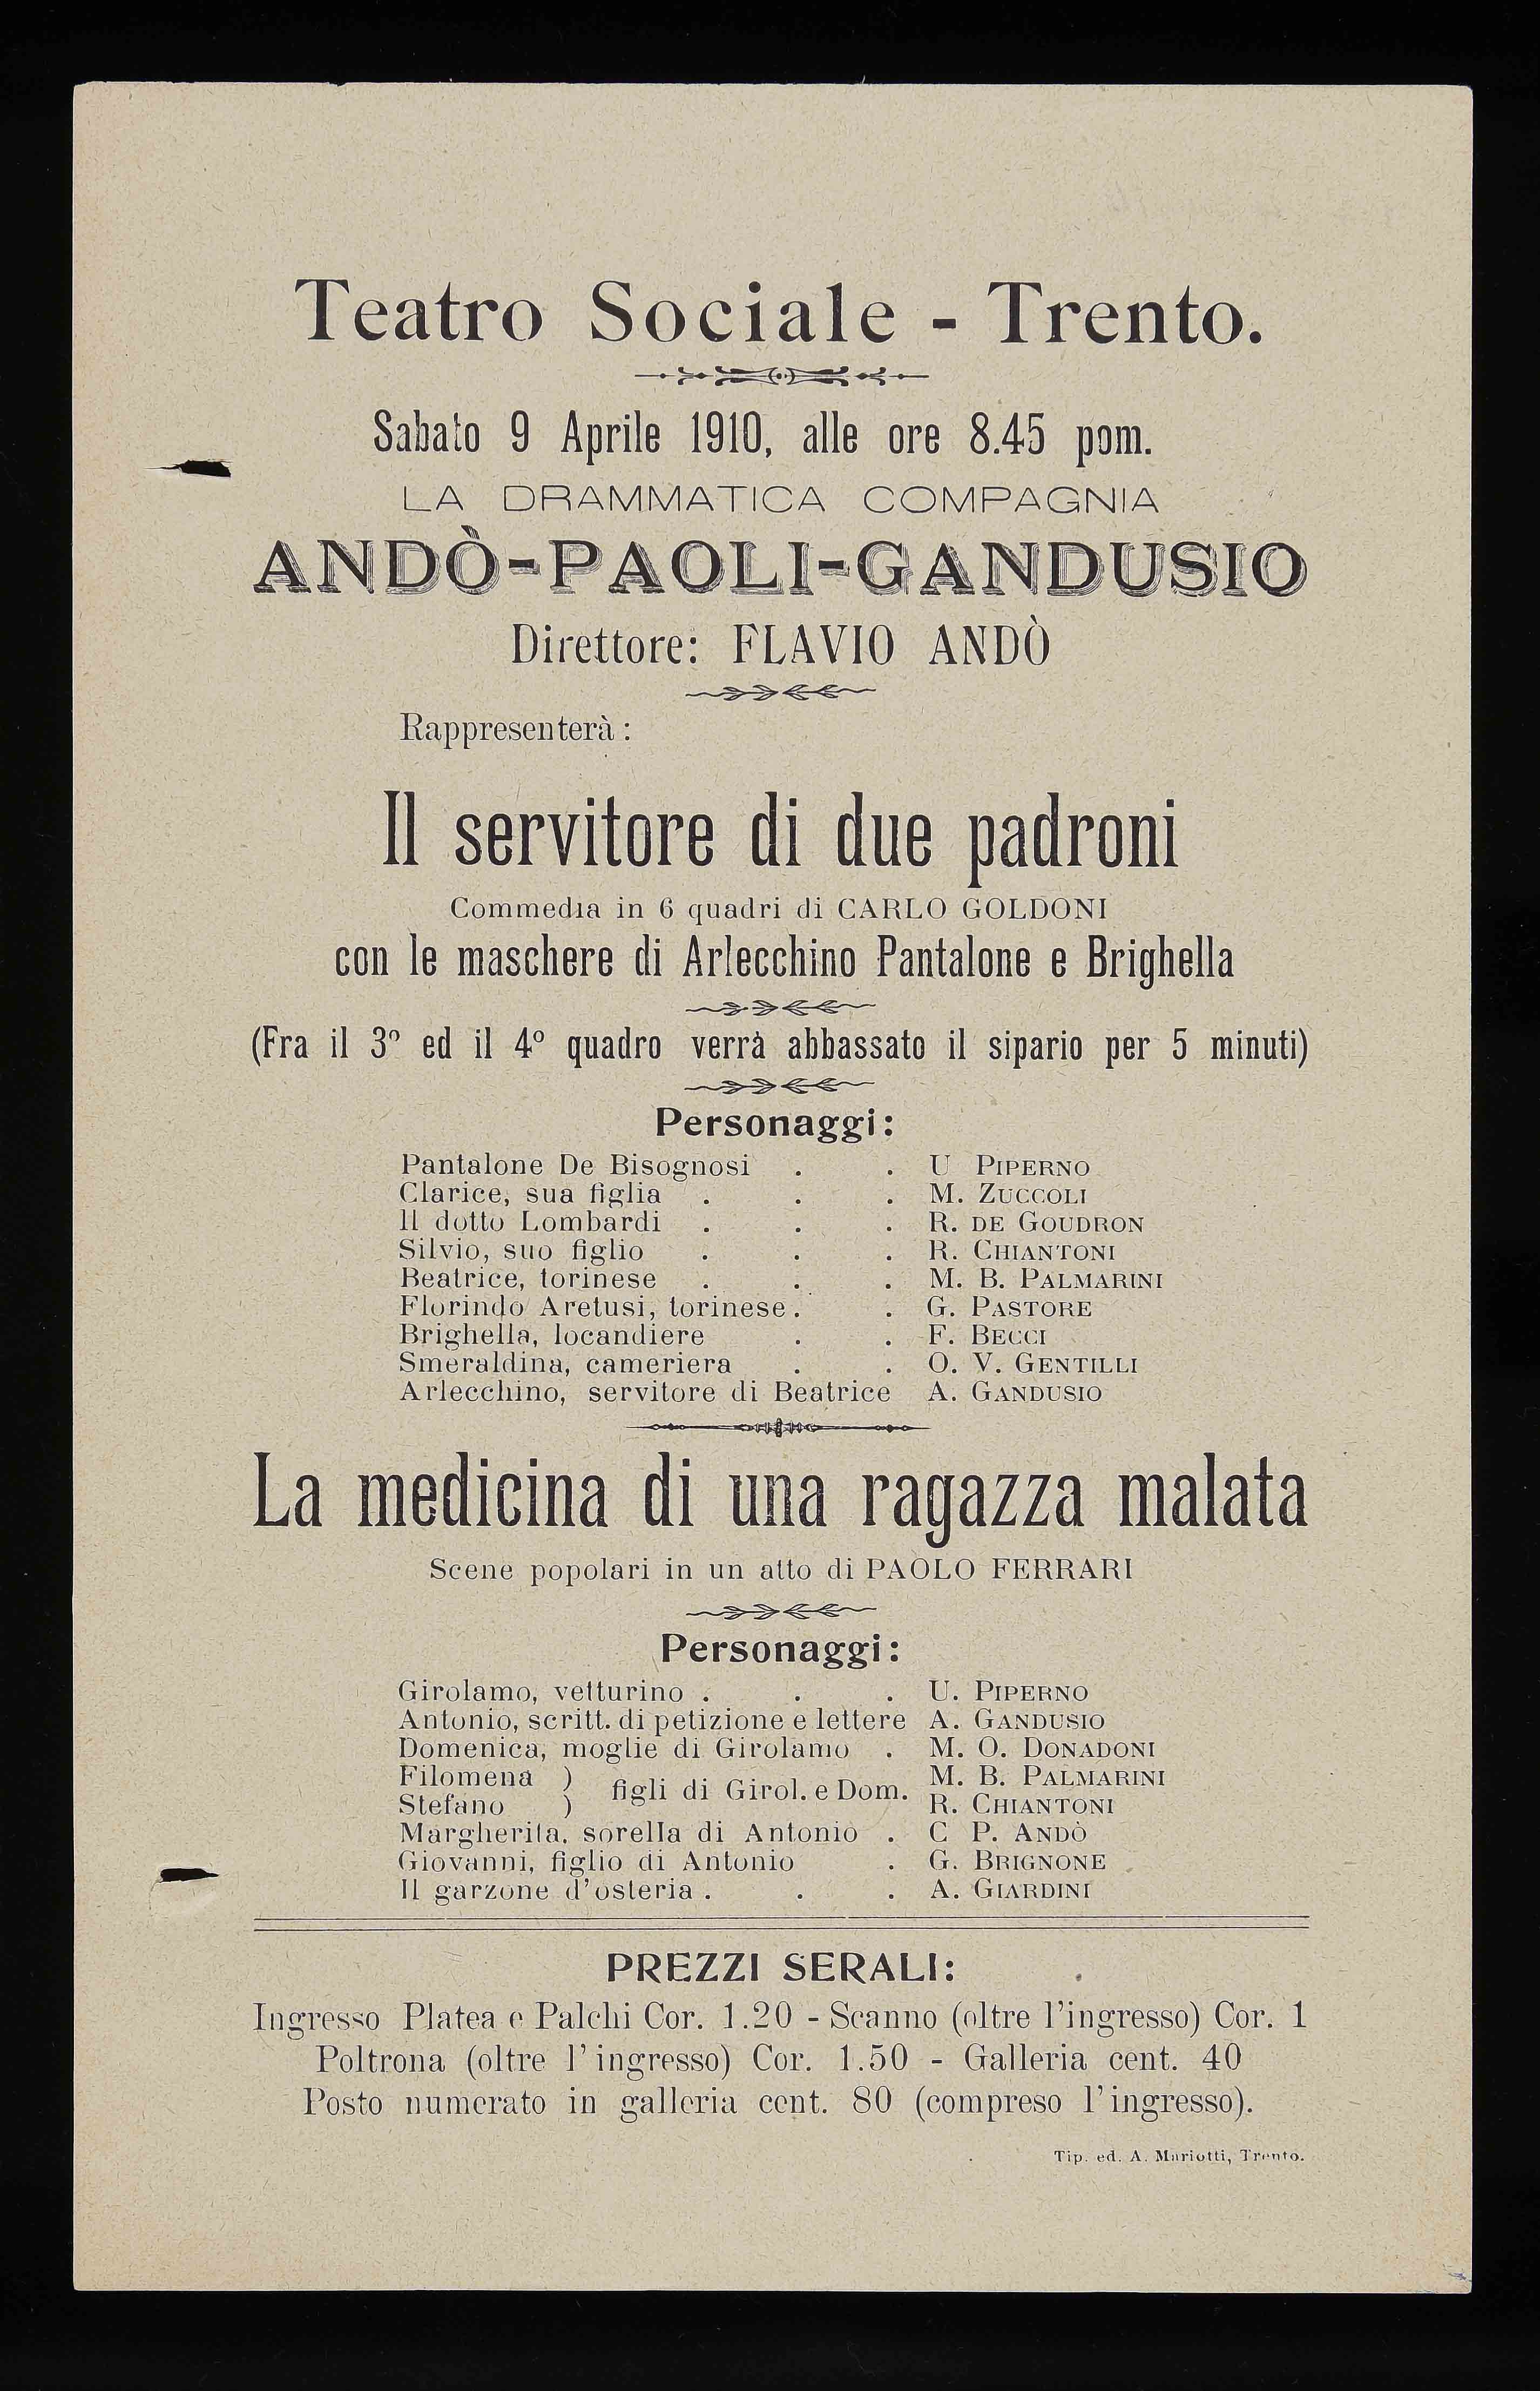 Teatro Sociale - Trento.
Sabato 9 Aprile 1910, alle ore 8.45 pom.
LA DRAMMATICA COMPAGNIA
ANDÒ-PAOLI-GANDUSIO
Direttore: FLAVIO ANDÒ
Rappresenterà:
Il servitore di due padroni
Commedia in 6 quadri di CARLO GOLDONI
con le maschere di Arlecchino Pantalone e Brighella
(Fra il 3º ed il 4º quadro verrà abbassato il sipario per 5 minuti)
Personaggi:
Pantalone De Bisognosi . . U PIPERNO
Clarice, sua figlia . . . M. ZUCCOLI
Il dotto Lombardi . . . R. DE GOUDRON
Silvio, suo figlio . . . R. CHIANTONI
Beatrice, torinese . . . M. B. PALMARINI
Florindo Aretusi, torinese . . G. PASTORE
Brighella, locandiere . . F. BECCI
Smeraldina, cameriera . . O. V. GENTILLI
Arlecchino, servitore di Beatrice A. GANDUSIO
La medicina di una ragazza malata
Scene popolari in un atto di PAOLO FERRARI
Personaggi:
Girolamo, vetturino . . . U. PIPERNO
Antonio, scritt. di petizione e lettere A. GANDUSIO
Domenica, moglie di Girolamo . M. O. DONADONI
Filomena ) figli di Girol. e Dom. M. B. PALMARINI
Stefano ) R. CHIANTONI
Margherita, sorella di Antonio . C P. ANDÒ
Giovanni, figlio di Antonio . G. BRIGNONE
Il garzone d'osteria . . . A. GIARDINI
PREZZI SERALI:
Ingresso Platea e Palchi Cor. 1.20 - Scanno (oltre l'ingresso) Cor. 1
Poltrona (oltre l'ingresso) Cor. 1.50 - Galleria cent. 40
Posto numerato in galleria cent. 80 (compreso l'ingresso).
Tip. ed. A. Mariotti, Trento.